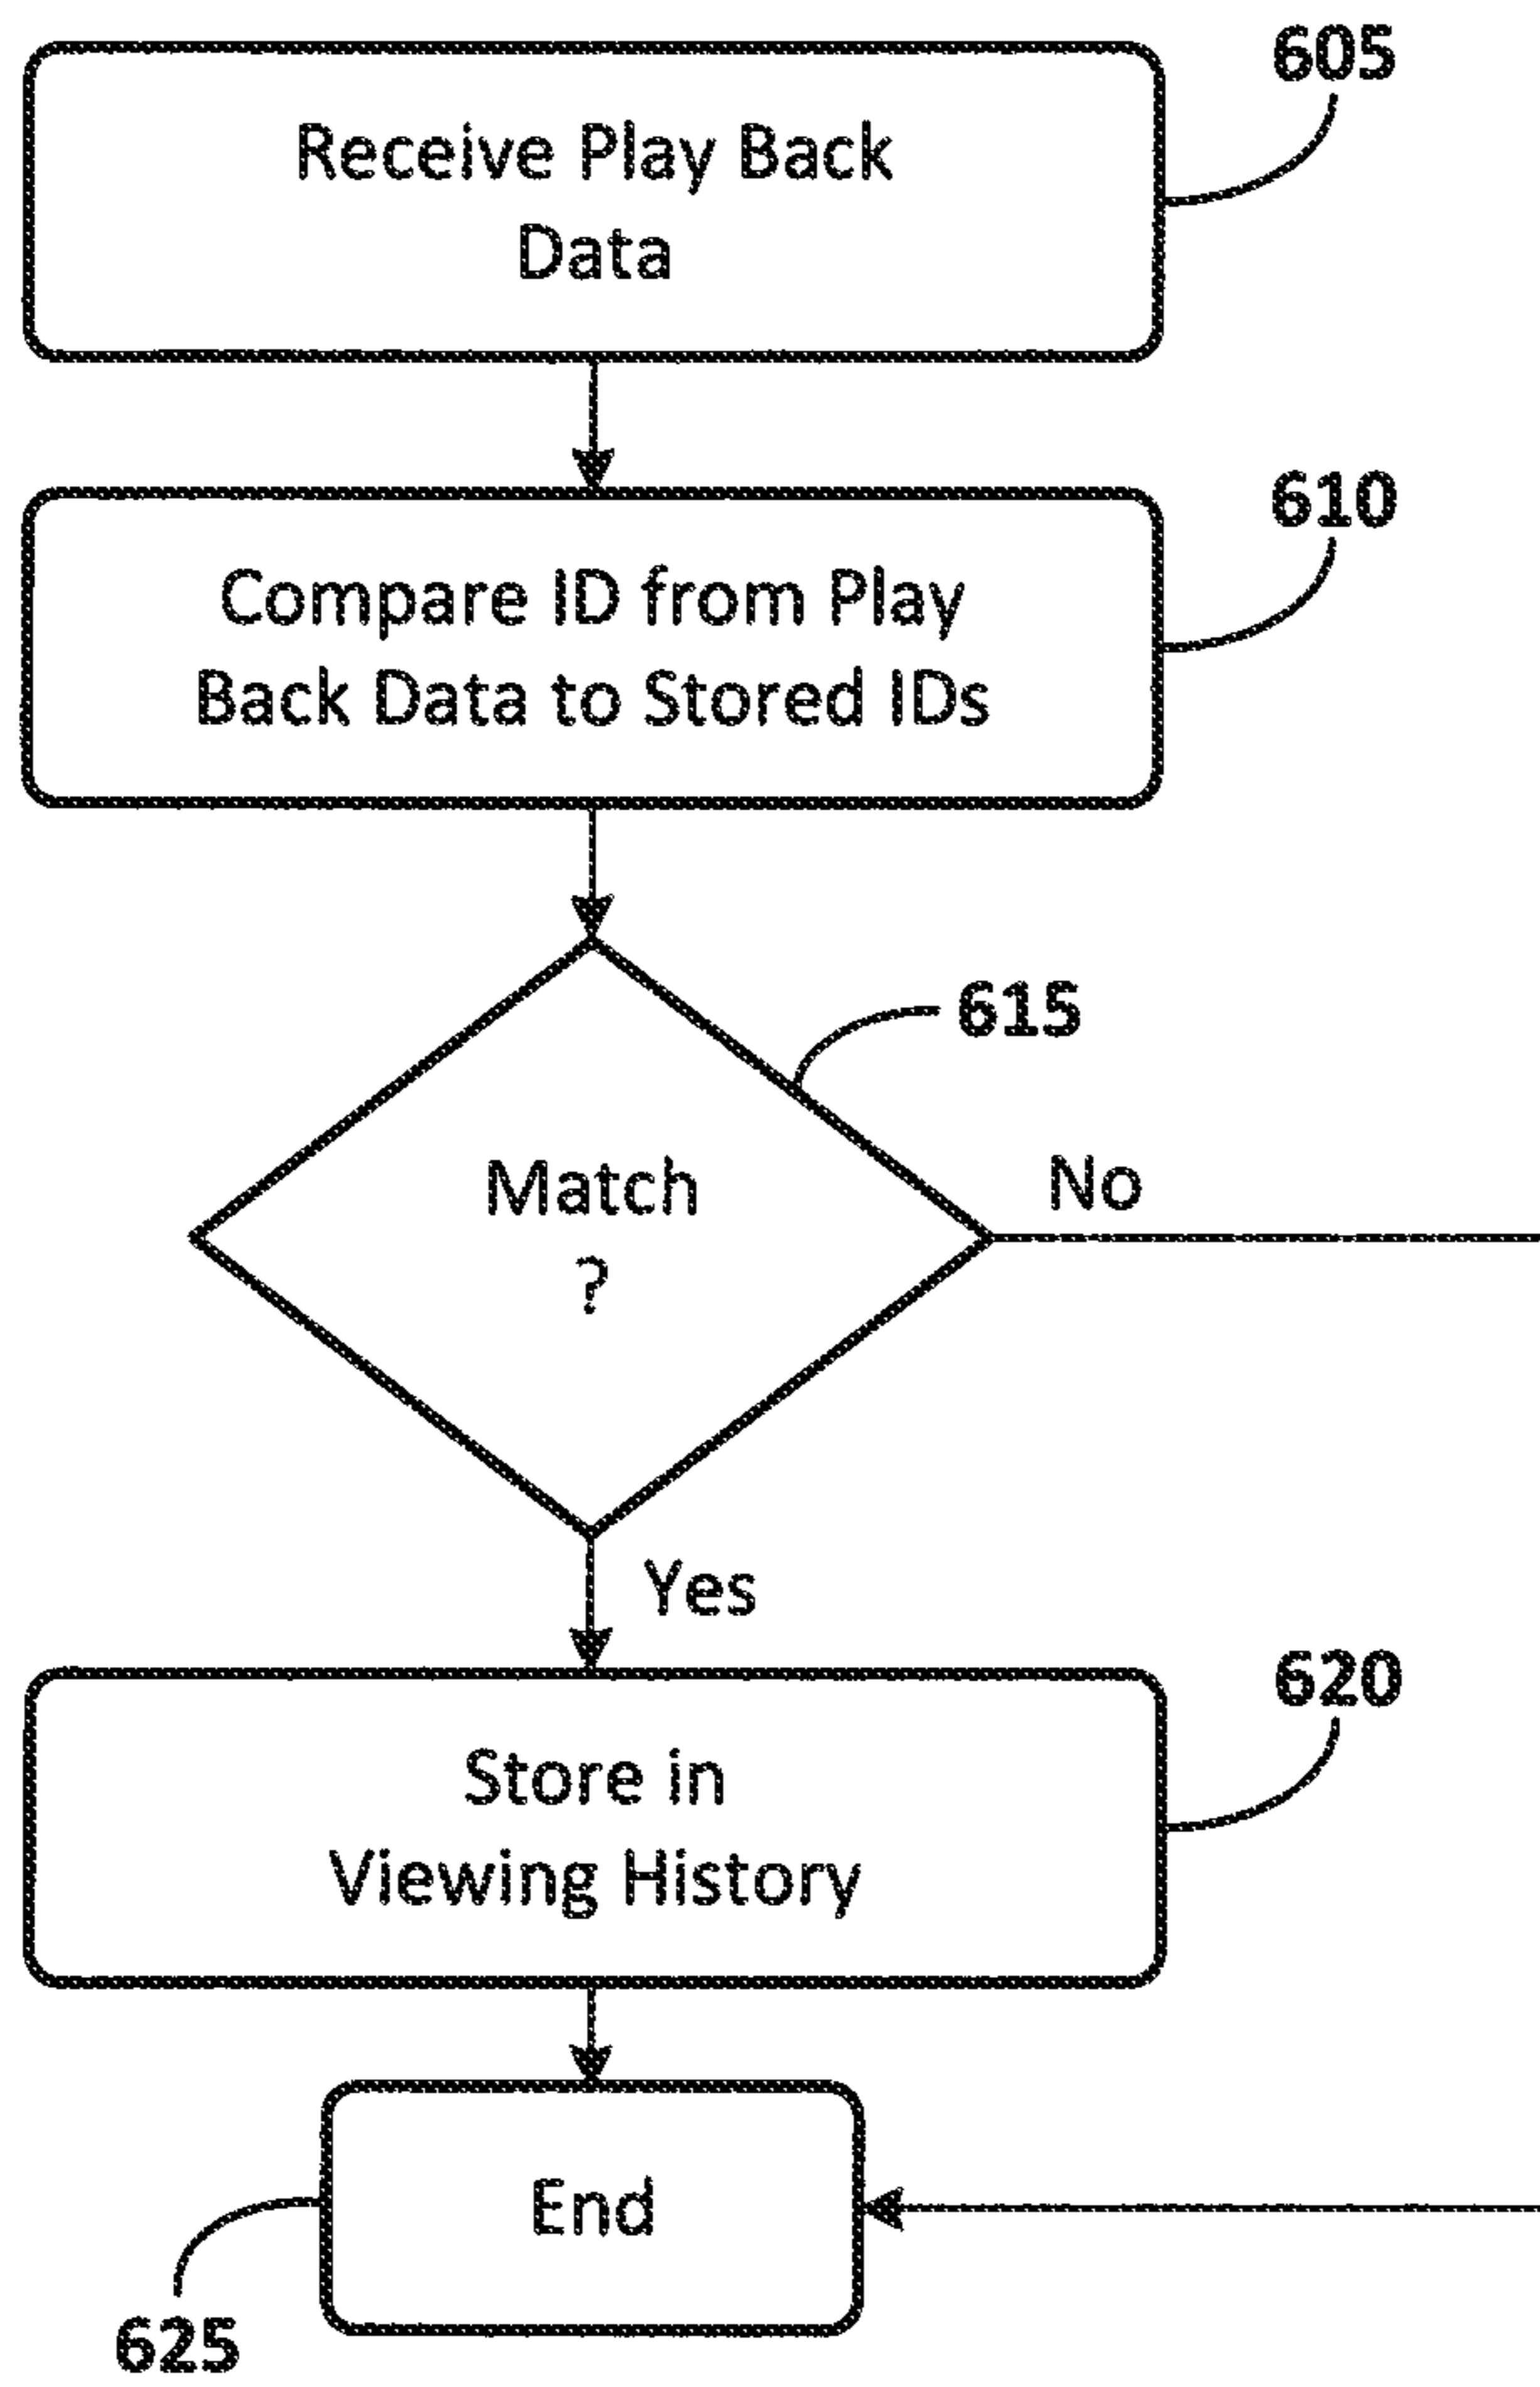 605
Receive Play Back
Data
610
Compare ID from Play
Back Data to Stored IDs
615
Match
?
No
Yes
620
Store in
Viewing History
End
625